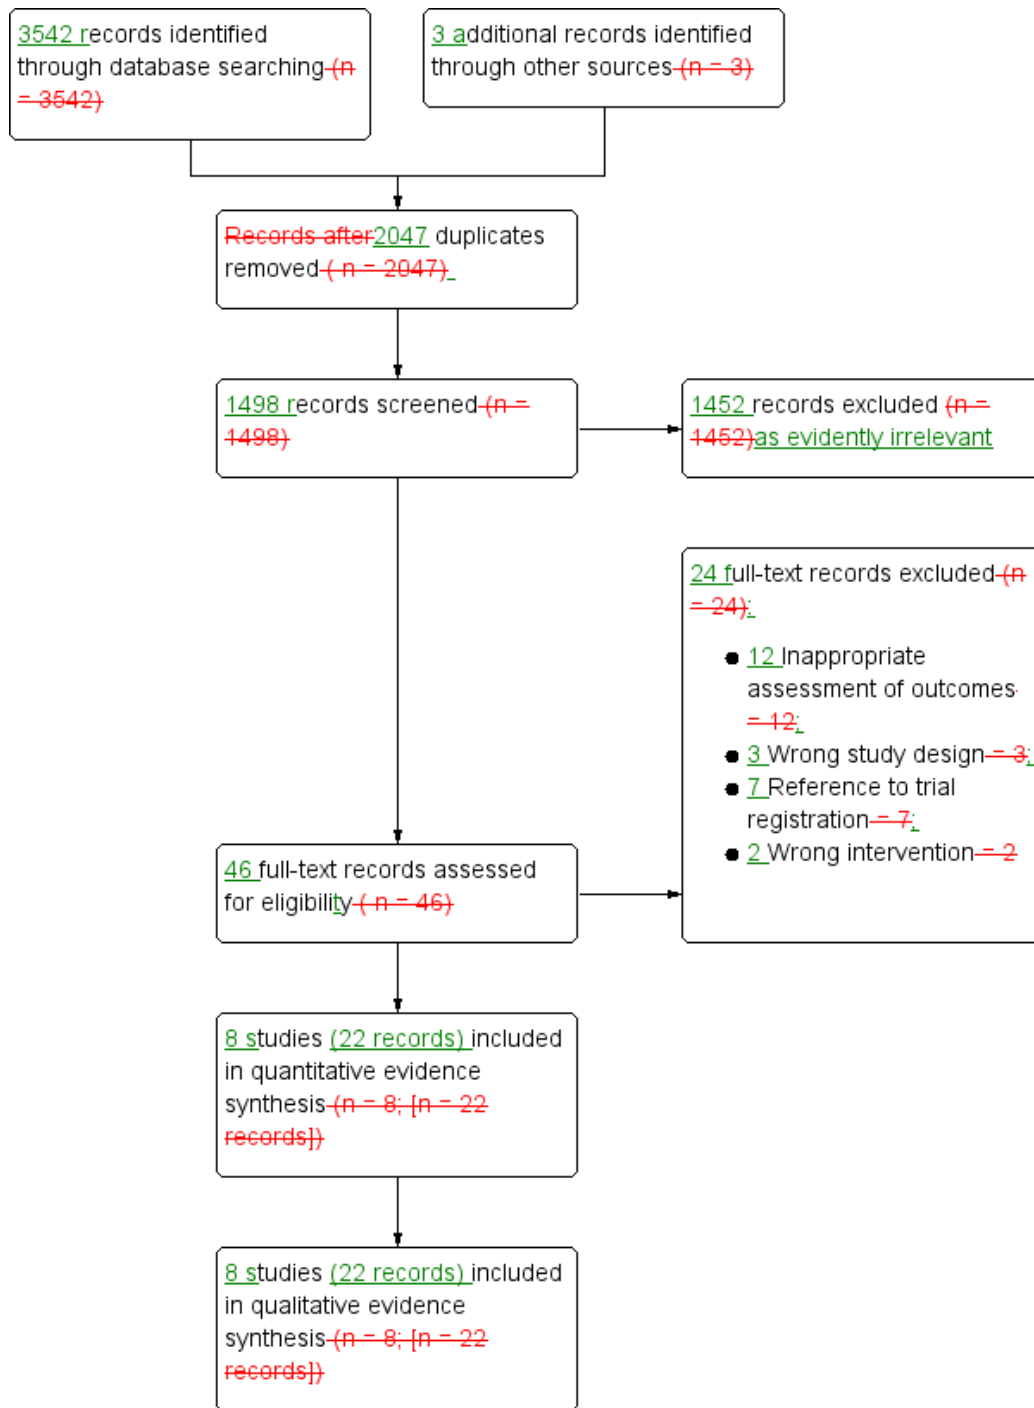 3542 records identified
through database searching (n
= 3542)
3 additional records identified
through other sources (n = 3)
Records after2047 duplicates
removed ( n = 2047).
1498 records screened (n =
1498)
1452 records excluded (n =
1452)as evidently irrelevant
24 full-text records excluded (n
= 24):
● 12 Inappropriate
assessment of outcomes
= 12;
● 3 Wrong study design = 3;
● 7 Reference to trial
registration = 7;
● 2 Wrong intervention = 2
46 full-text records assessed
for eligibility ( n = 46)
8 studies (22 records) included
in quantitative evidence
synthesis (n = 8; [n = 22
records])
8 studies (22 records) included
in qualitative evidence
synthesis (n = 8; [n = 22
records])